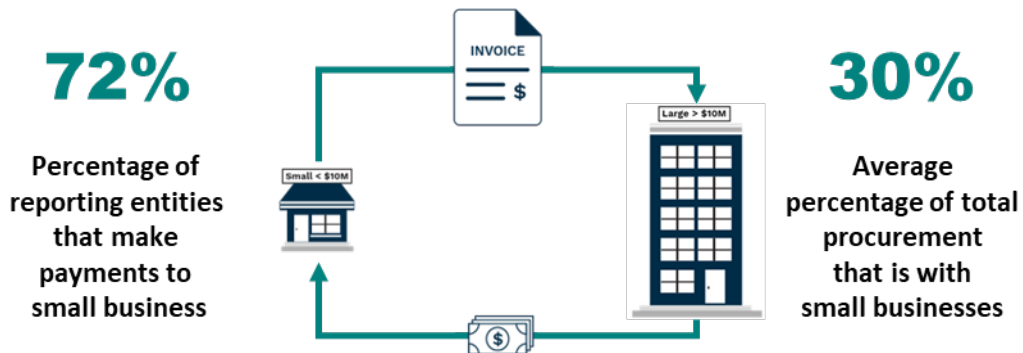 72%
Percentage of
reporting entities
that make
payments to
small business
INVOICE
$
Small < $10M
Large > $10M
$
30%
Average
percentage of total
procurement
that is with
small businesses